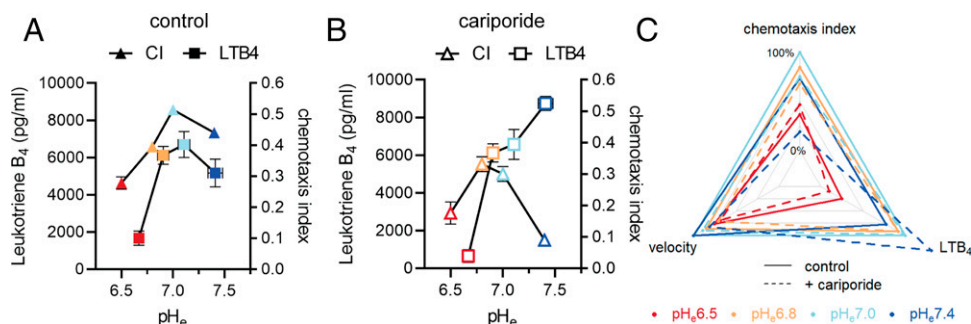 A
control
CI
LTB4
Leukotriene B4 (pg/ml)
10000
8000
6000
4000
2000
0
0.6
0.5
0.4
0.3
0.2
0.1
0.0
chemotaxis index
6.5
7.0
7.5
pHe
B
cariporide
CI
LTB4
Leukotriene B4 (pg/ml)
10000
8000
6000
4000
2000
0
0.6
0.5
0.4
0.3
0.2
0.1
0.0
chemotaxis index
6.5
7.0
7.5
pHe
C
chemotaxis index
100%
0%
velocity
LTB4
control
+ cariporide
pHe6.5
pHe6.8
pHe7.0
pHe7.4